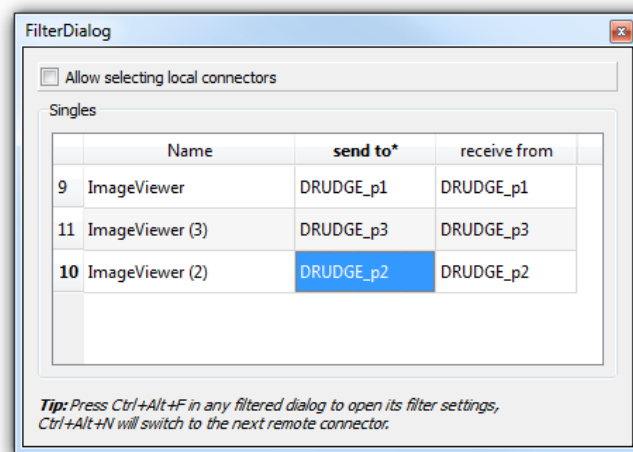 FilterDialog
Allow selecting local connectors
Singles
Name send to* receive from
9 ImageViewer DRUDGE_p1 DRUDGE_p1
11 ImageViewer (3) DRUDGE_p3 DRUDGE_p3
10 ImageViewer (2) DRUDGE_p2 DRUDGE_p2
Tip: Press Ctrl+Alt+F in any filtered dialog to open its filter settings,
Ctrl+Alt+N will switch to the next remote connector.